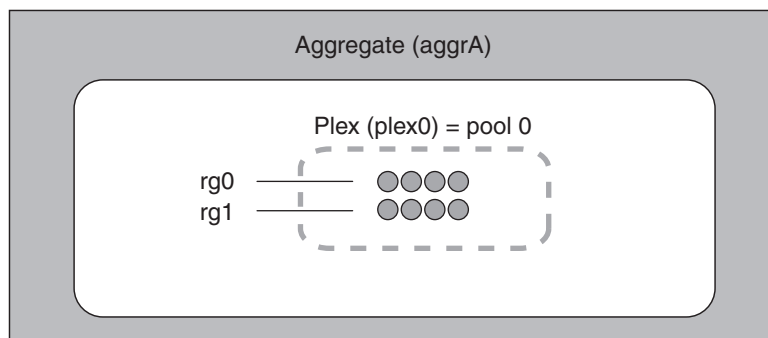 Aggregate (aggrA)
Plex (plex0) = pool 0
rg0
rg1